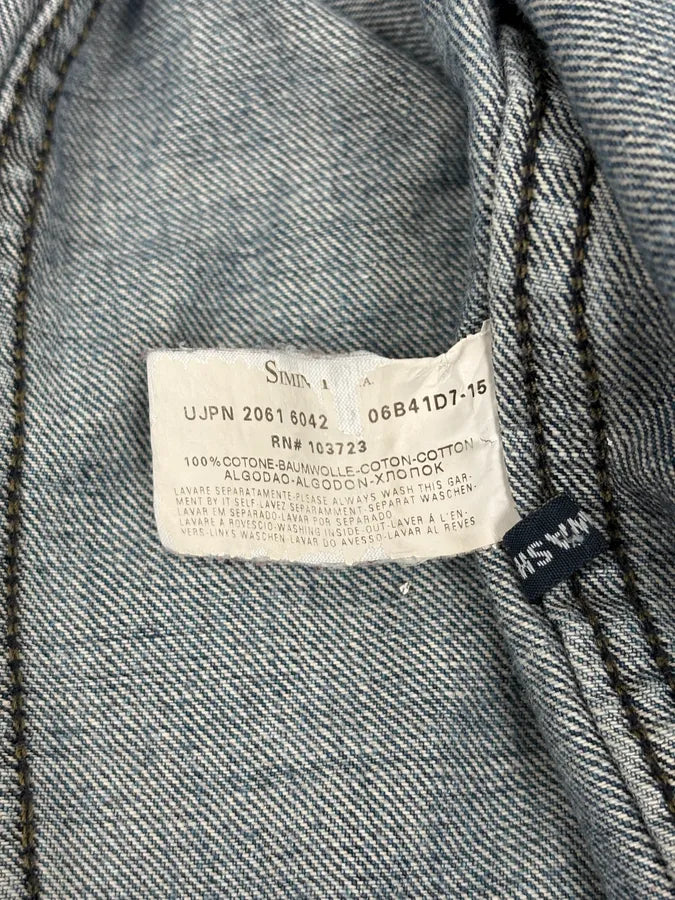 UJPN 2061 6042 06B41D7-15
RN# 103723
100%COTONE-BAUMWOLLE-COTON-COTTON
ALGODAO-ALGODON-ХЛОПОК
LAVARE SEPARATAMENTE-PLEASE ALWAYS WASH THIS GAR-
MENT BY IT SELF-LAVEZ SEPARAMMENT-SEPARAT WASCHEN-
LAVAR EM SEPARADO-LAVAR POR SEPARADO
LAVARE A ROVESCIO-WASHING INSIDE-OUT-LAVER Á L'EN-
VERS-LINKS WASCHEN-LAVAR DO AVESSO-LAVAR AL REVES